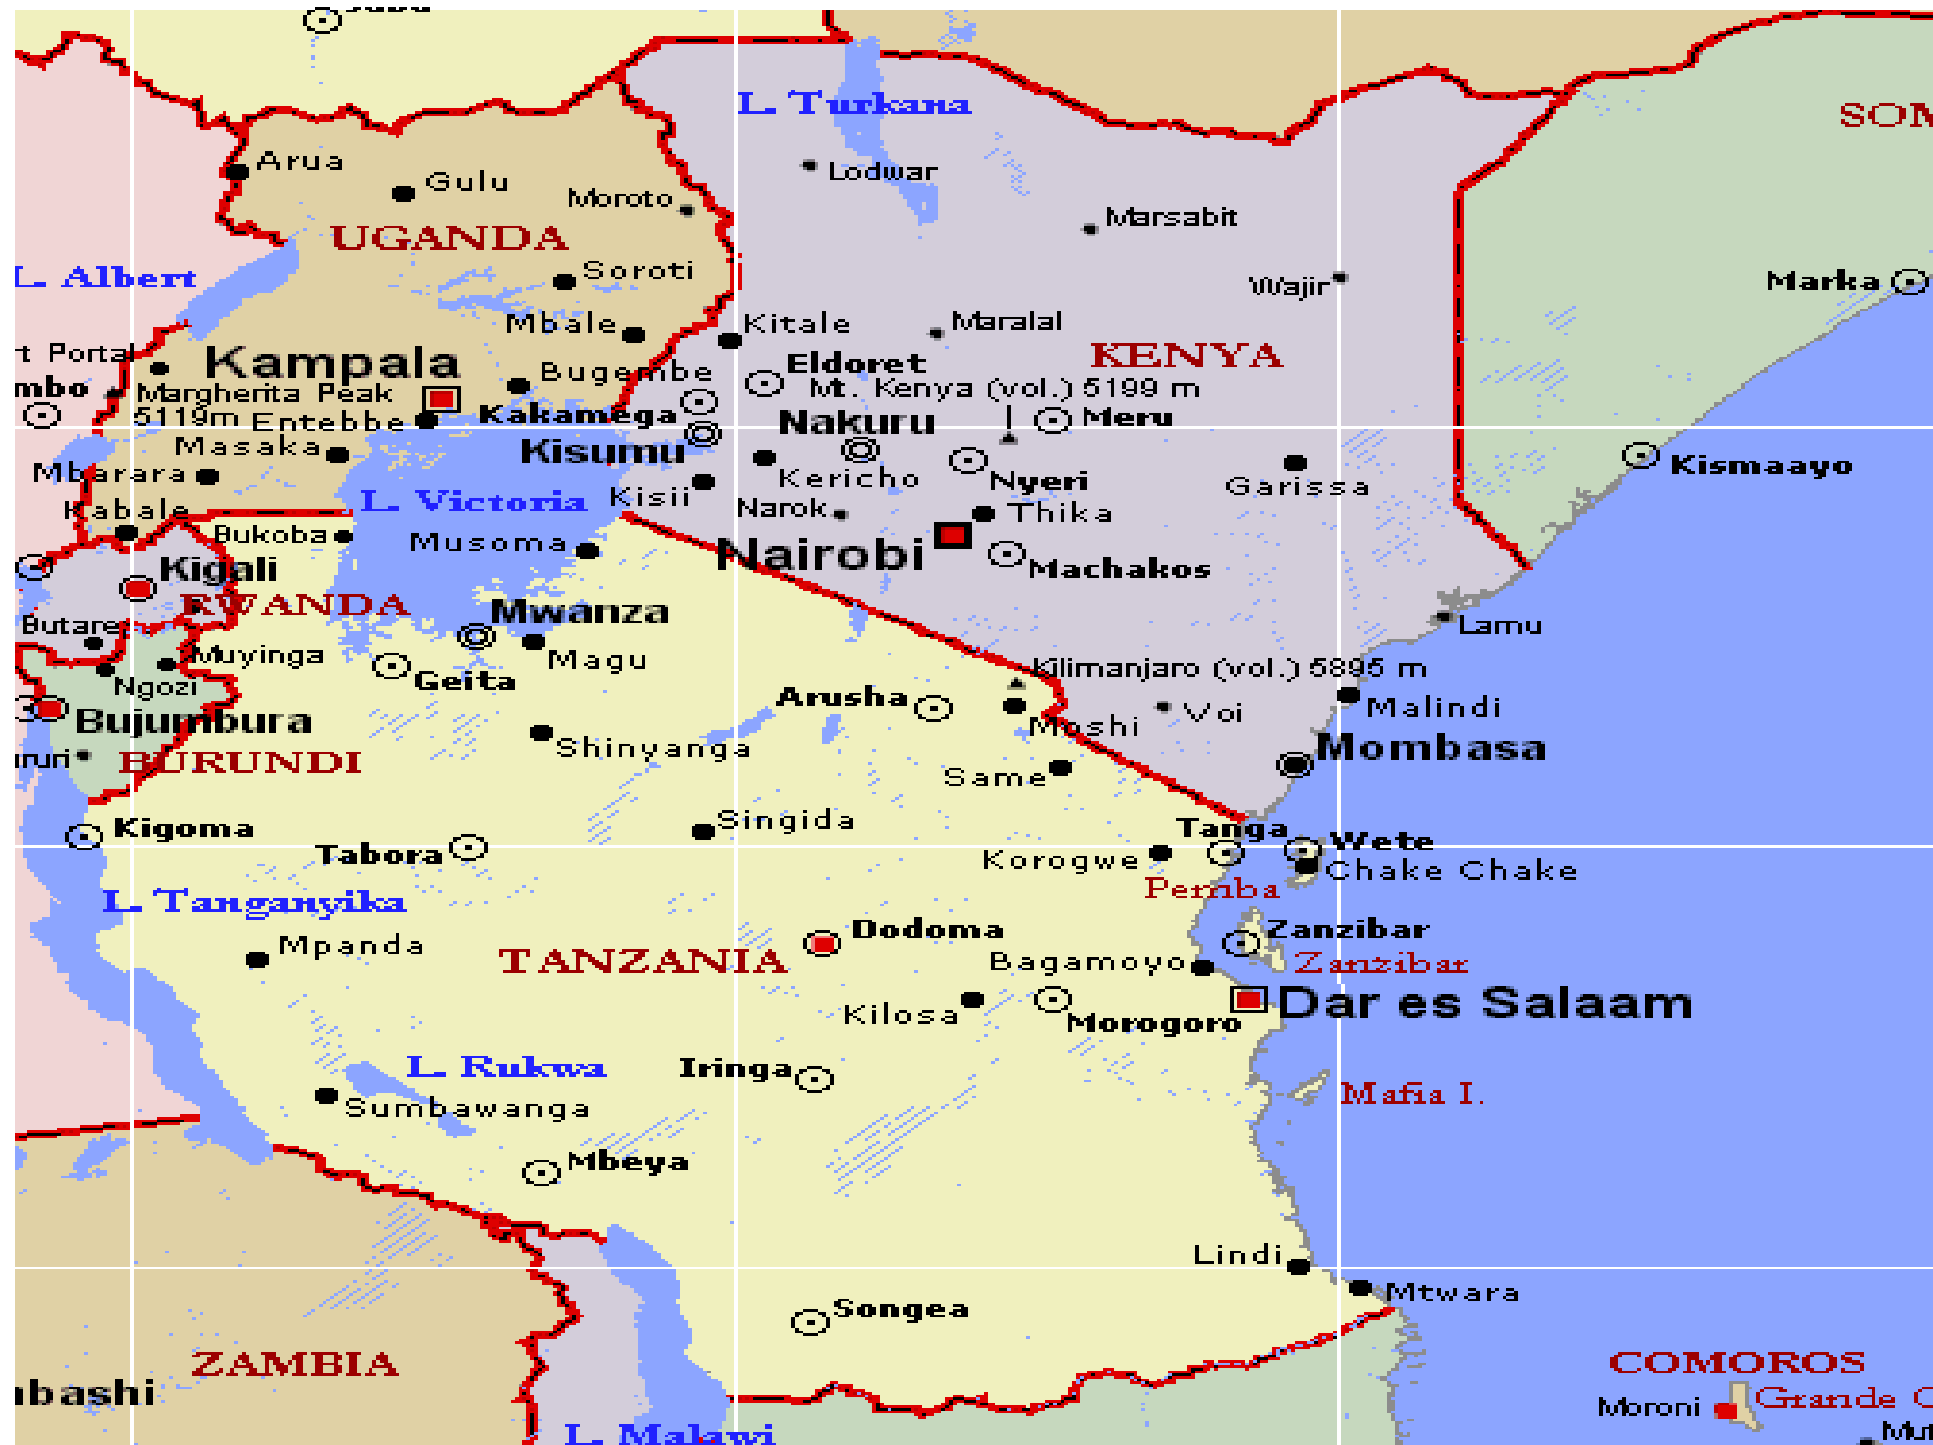 L. Turkana
SOM
Arua
Gulu
Lodwar
Moroto
Marsabit
UGANDA
Soroti
L. Albert
Wajir
Marka
Mbale
Kitale
Maralal
t Portal
Kampala
KENYA
Eldoret
Bugembe
mbo
Margherita Peak
5119m
Mt. Kenya (vol.) 5199 m
Entebbe
Kakamega
Nakuru
Meru
Masaka
Kisumu
Mbarara
Kericho
Nyeri
Kismaayo
L. Victoria
Kisii
Garissa
Kabale
Narok
Thika
Bukoba
Musoma
Nairobi
Kigali
Machakos
RWANDA
Mwanza
Butare
Lamu
Muyinga
Magu
Kilimanjaro (vol.) 5895 m
Ngozi
Geita
Arusha
Bujumbura
Moshi
Voi
Malindi
Shinyanga
Mombasa
ruri
BURUNDI
Same
Kigoma
Singida
Tanga
Tabora
Korogwe
Wete
Chake Chake
Pemba
L. Tanganyika
Mpanda
Dodoma
Zanzibar
TANZANIA
Bagamoyo
Zanzibar
Kilosa
Morogoro
Dar es Salaam
L. Rukwa
Iringa
Sumbawanga
Mafia I.
Mbeya
Lindi
Mtwara
Songea
ZAMBIA
COMOROS
bashi
Moroni
Grande C
L. Malawi
Mut